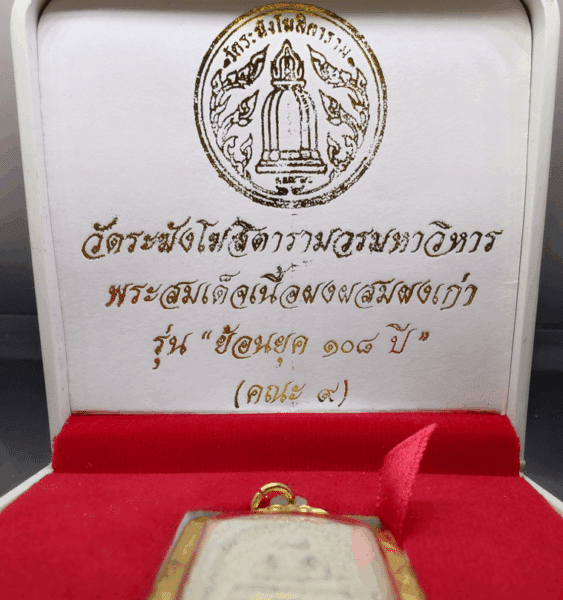 วัดระฆังโฆสิตาราม
วัดระฆังโฆสิตารามวรมหาวิหาร
พระสมเด็จเนื้อผงผสมผงเก่า
รุ่น “ย้อนยุค ๑๐๘ ปี”
(คณะ ๙)